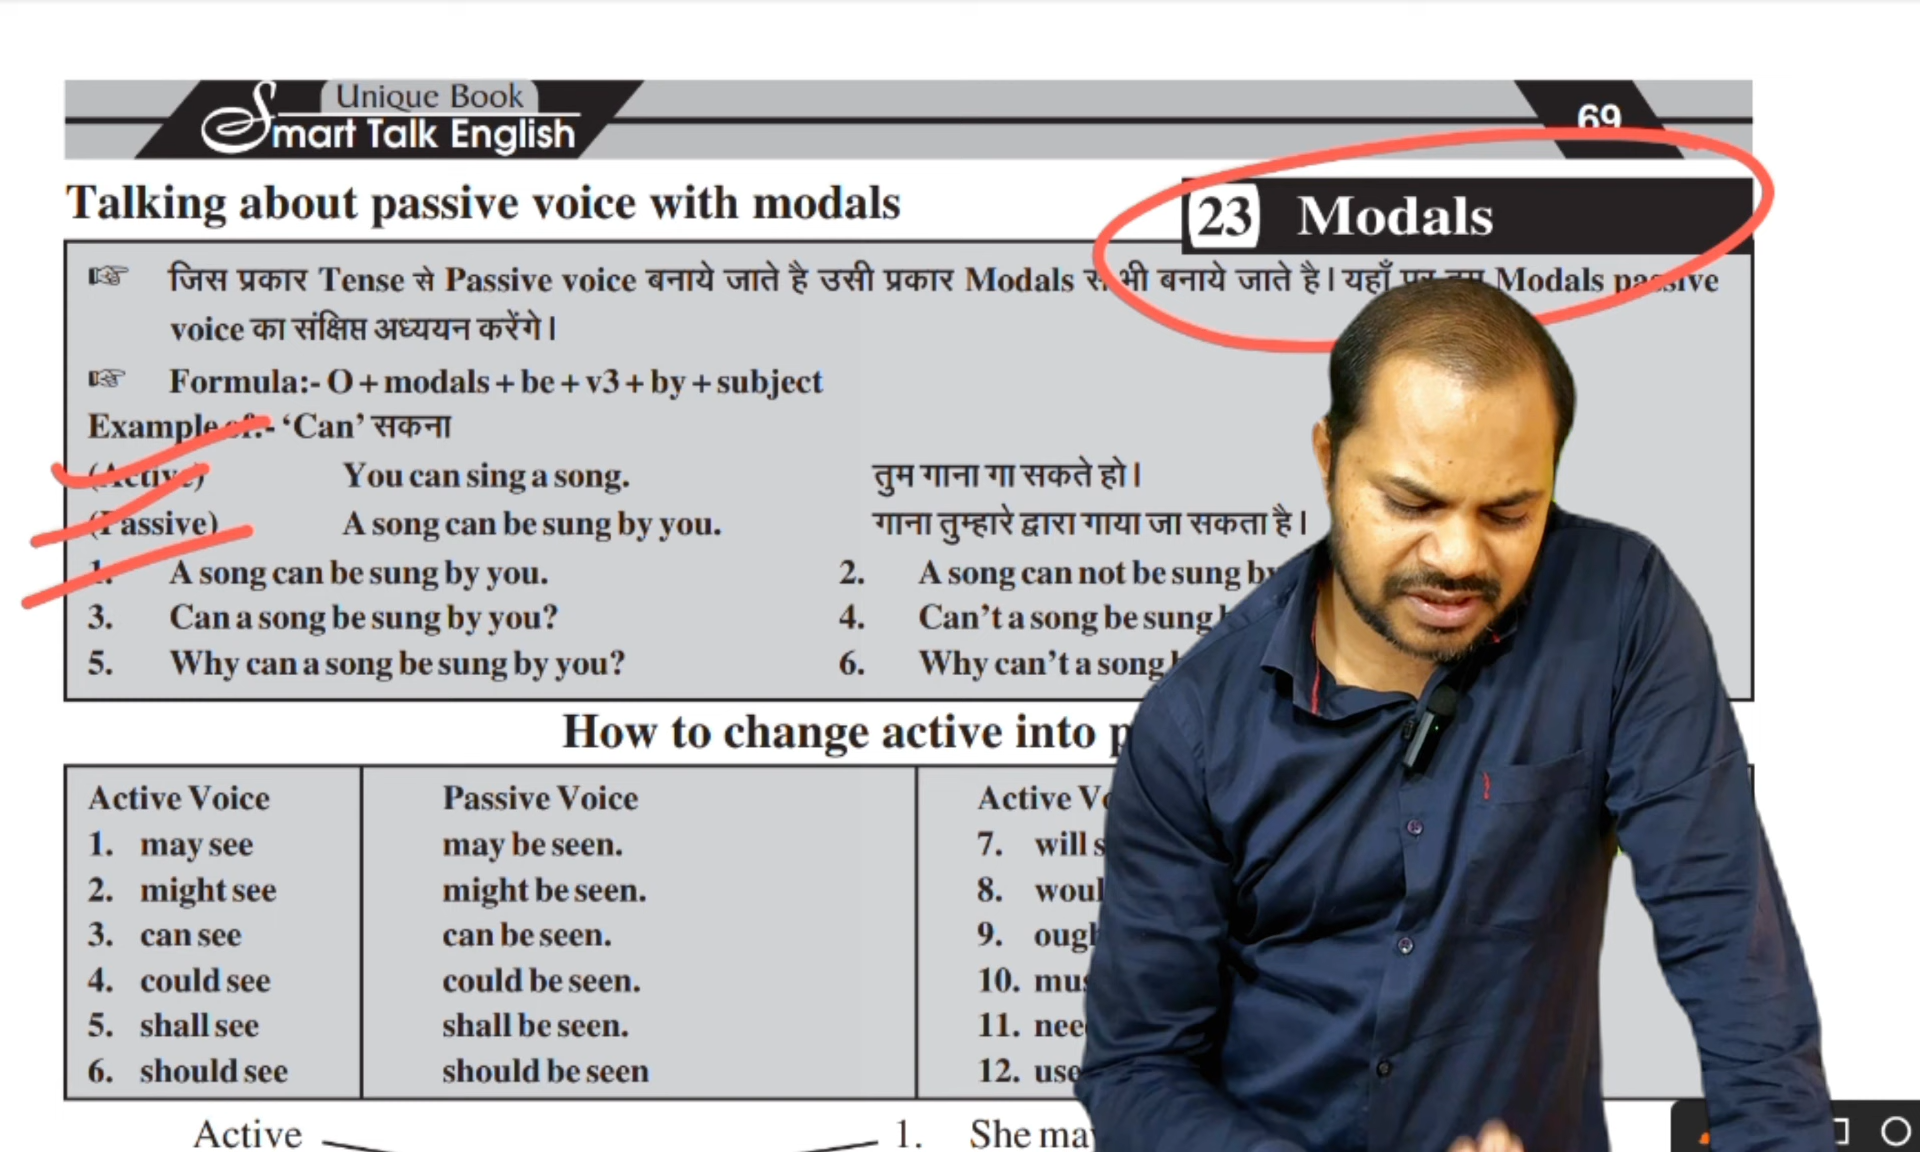 Unique Book
Smart Talk English
69
Talking about passive voice with modals
23 Modals
जिस प्रकार Tense से Passive voice बनाये जाते है उसी प्रकार Modals भी बनाये जाते है। यहाँ Modals passive
voice का संक्षिप्त अध्ययन करेंगे।
Formula:- O + modals + be + v3 + by + subject
Example of:- ‘Can’ सकना
(Active) You can sing a song. तुम गाना गा सकते हो।
(Passive) A song can be sung by you. गाना तुम्हारे द्वारा गाया जा सकता है।
1. A song can be sung by you. 2. A song can not be sung by
3. Can a song be sung by you? 4. Can’t a song be sung
5. Why can a song be sung by you? 6. Why can’t a song
How to change active into
Active Voice Passive Voice Active
1. may see may be seen. 7. will
2. might see might be seen. 8.
3. can see can be seen. 9.
4. could see could be seen. 10.
5. shall see shall be seen. 11.
6. should see should be seen 12.
Active 1. She